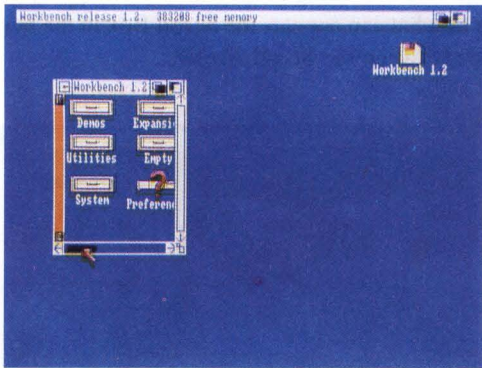 Workbench release 1.2. 383208 free memory
Workbench 1.2
Workbench 1.2
Demos Expansi
Utilities Empty
System Preferenc
E
F